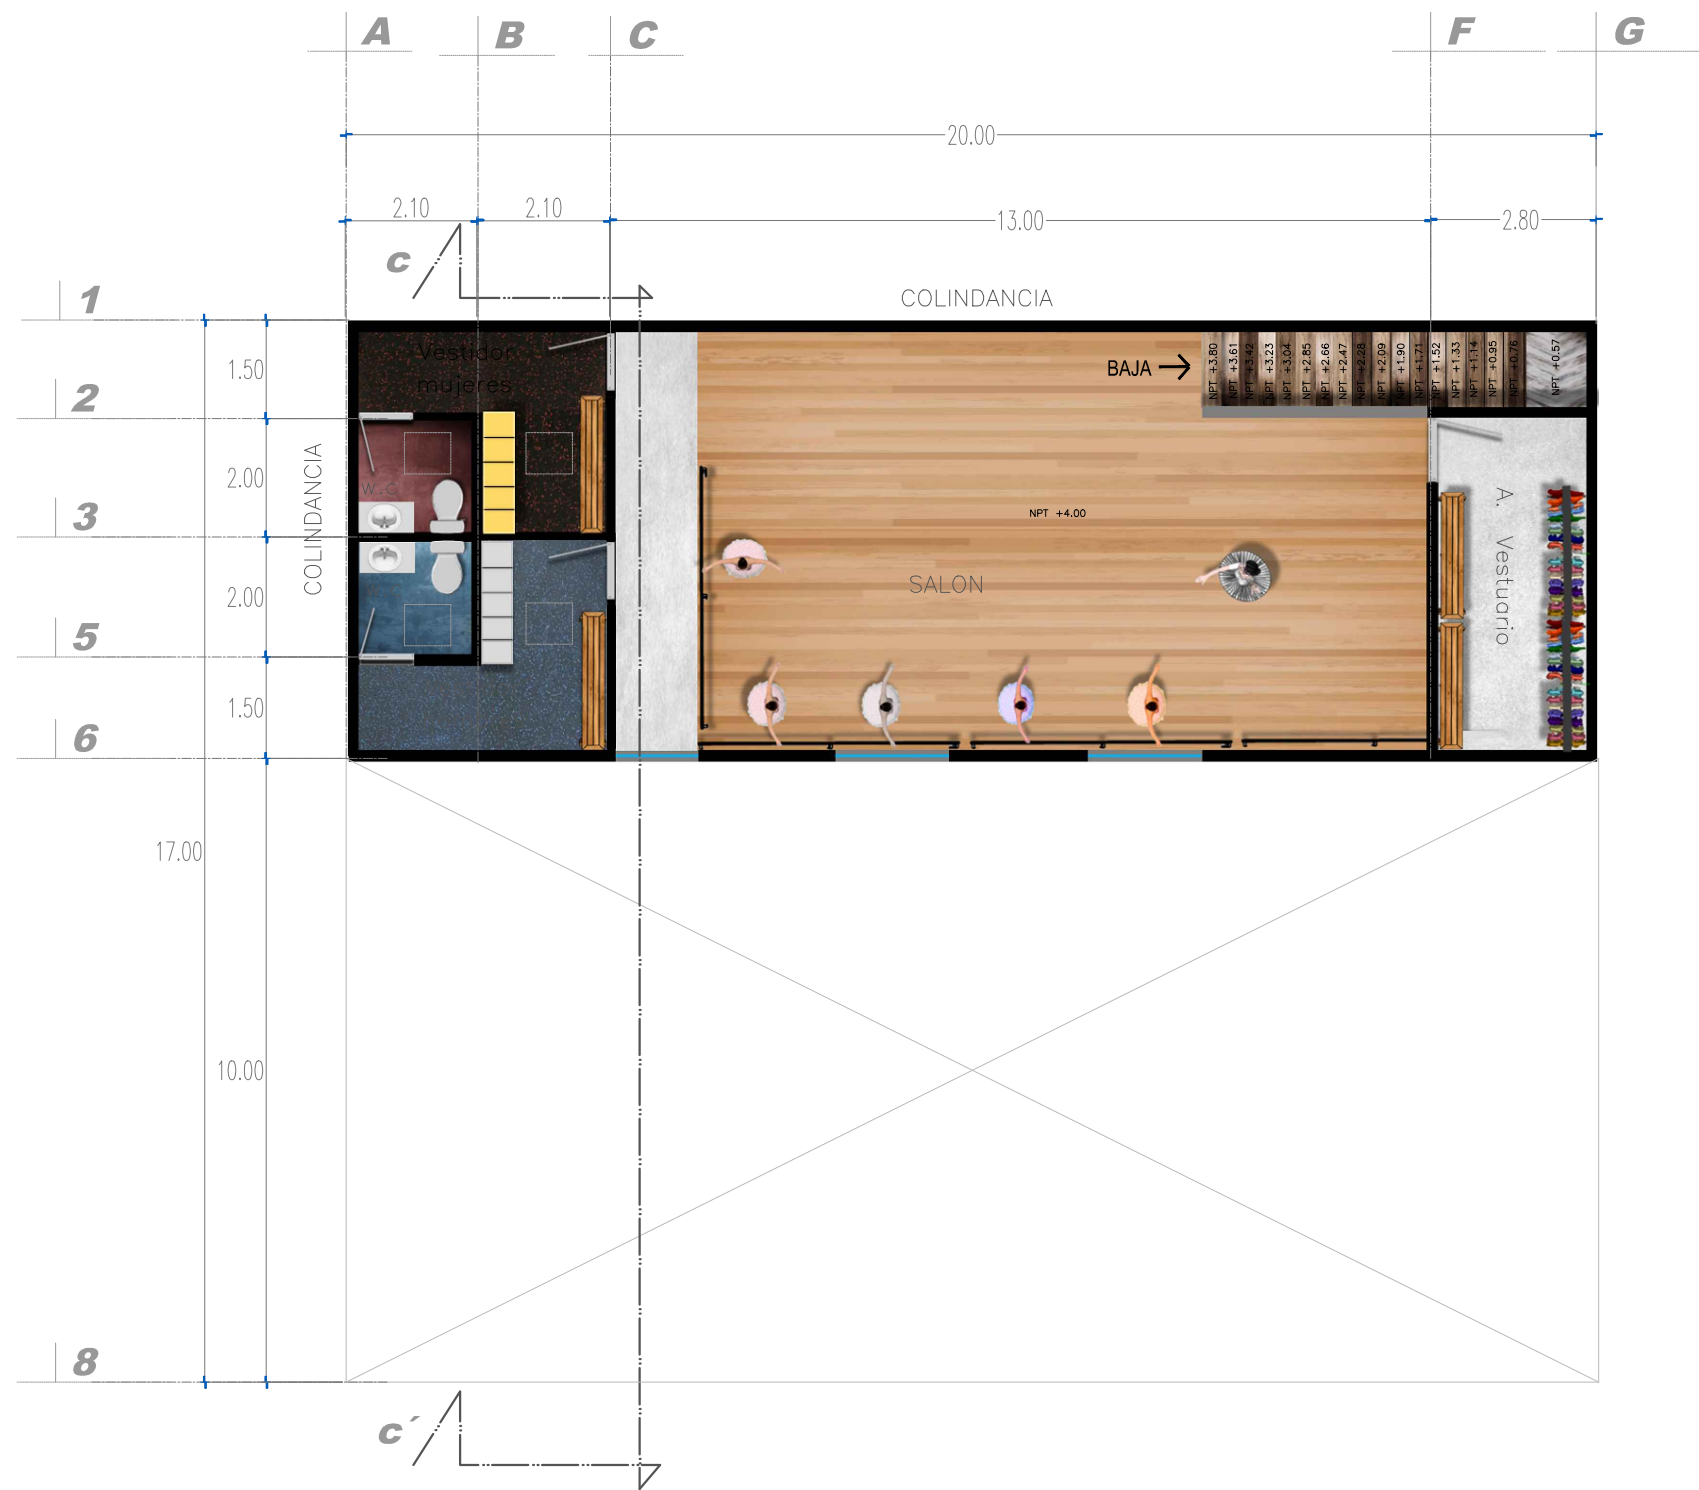 A B C F G
20.00
2.10 2.10 13.00 2.80
c
1
COLINDANCIA
1.50
Vestidor
mujeres
BAJA
NPT +3.80
NPT +3.61
NPT +3.42
NPT +3.23
NPT +3.04
NPT +2.85
NPT +2.66
NPT +2.47
NPT +2.28
NPT +2.09
NPT +1.90
NPT +1.71
NPT +1.52
NPT +1.33
NPT +1.14
NPT +0.95
NPT +0.76
NPT +0.57
2
2.00
COLINDANCIA
W.C
3
NPT +4.00
A. Vestuario
SALON
2.00
5
1.50
6
17.00
10.00
8
c´